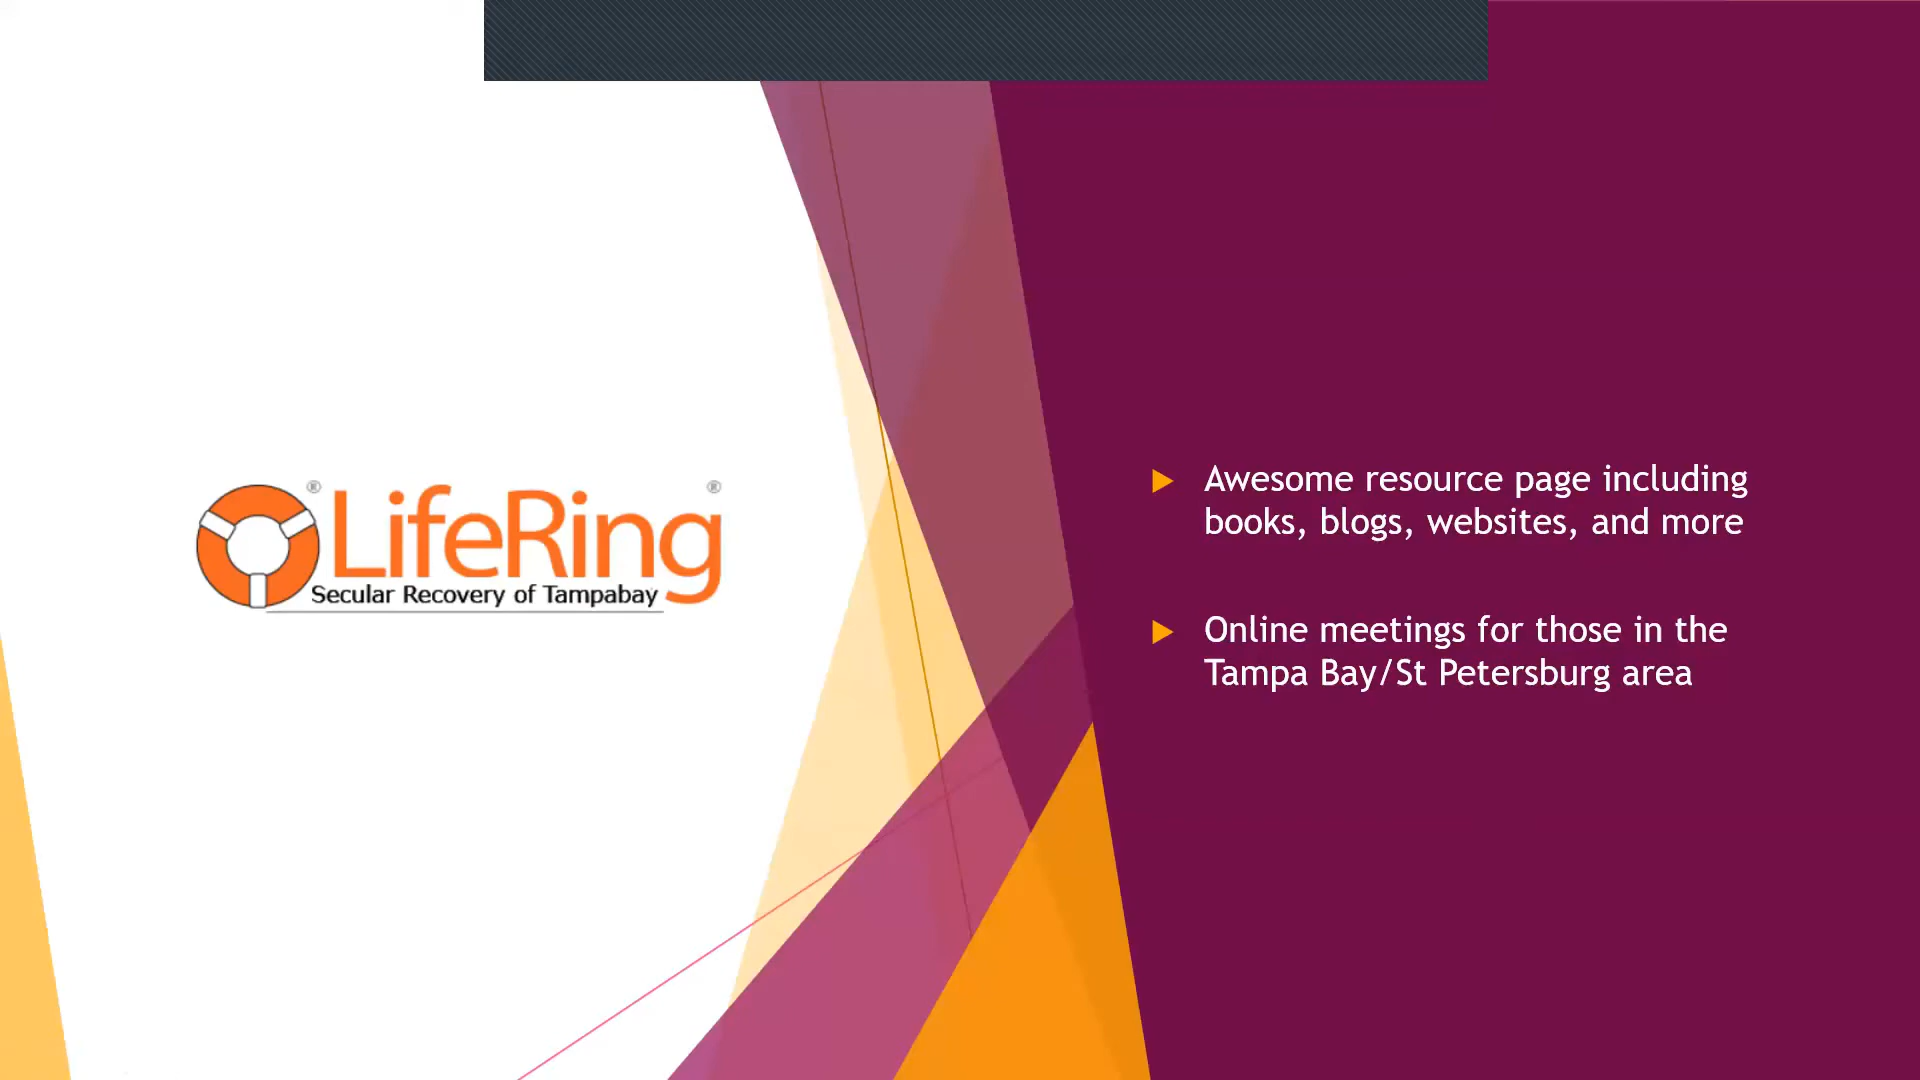 ® LifeRing ®
Secular Recovery of Tampabay
Awesome resource page including
books, blogs, websites, and more
Online meetings for those in the
Tampa Bay/St Petersburg area